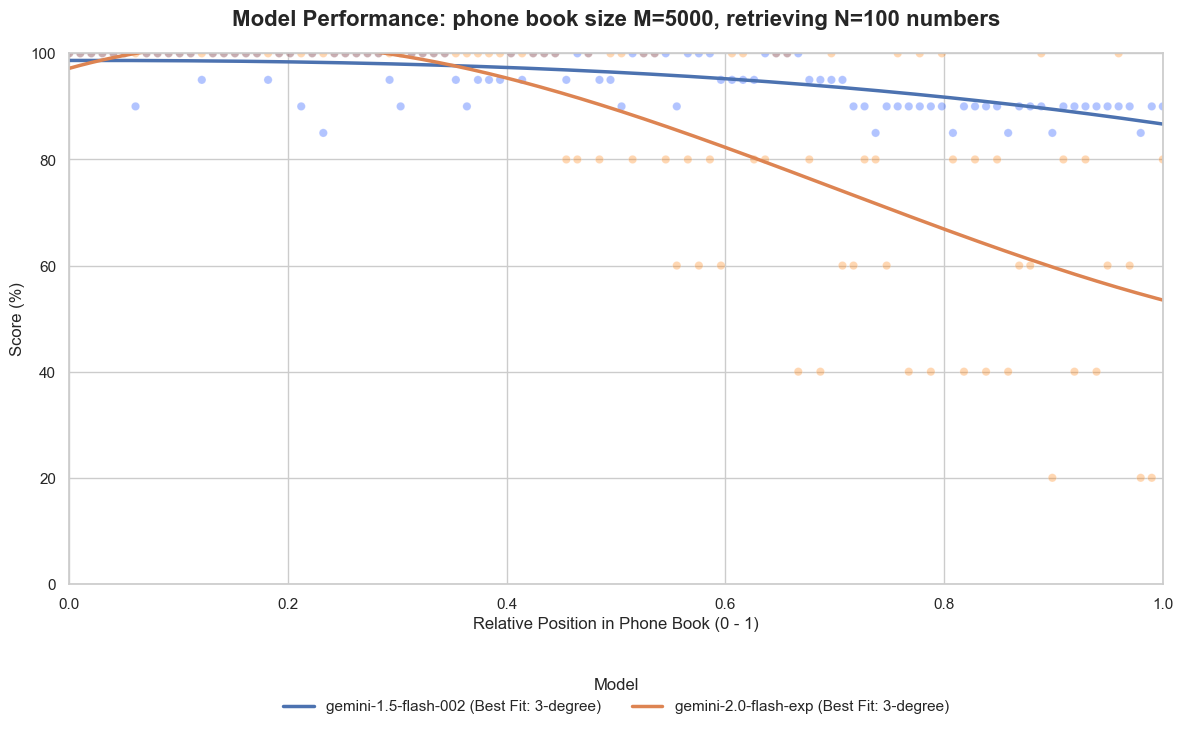 Model Performance: phone book size M=5000, retrieving N=100 numbers
Score (%)
100
80
60
40
20
0
0.0 0.2 0.4 0.6 0.8 1.0
Relative Position in Phone Book (0 - 1)
Model
gemini-1.5-flash-002 (Best Fit: 3-degree) gemini-2.0-flash-exp (Best Fit: 3-degree)